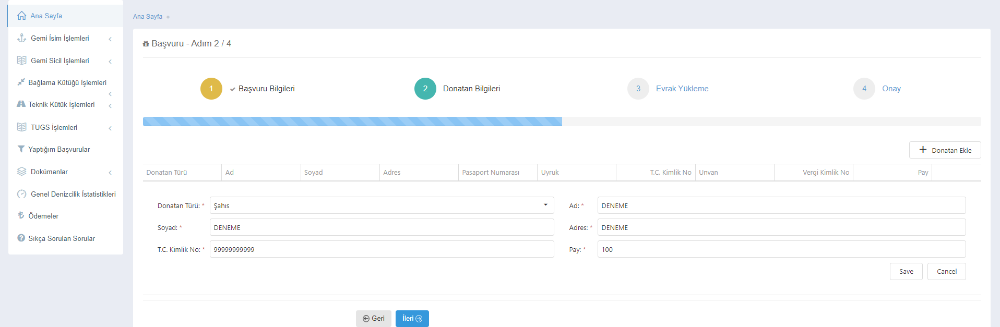 Ana Sayfa
Gemi İsim İşlemleri
Gemi Sicil İşlemleri
Bağlama Kütüğü İşlemleri
Teknik Kütük İşlemleri
TUGS İşlemleri
Yaptığım Başvurular
Dokümanlar
Genel Denizcilik İstatistikleri
Ödemeler
Sıkça Sorulan Sorular
Ana Sayfa
Başvuru - Adım 2 / 4
1 Başvuru Bilgileri 2 Donatan Bilgileri 3 Evrak Yükleme 4 Onay
Donatan Ekle
Donatan Türü Ad Soyad Adres Pasaport Numarası Uyruk T.C. Kimlik No Unvan Vergi Kimlik No Pay
Donatan Türü: * Şahıs Ad: * DENEME
Soyad: * DENEME Adres: * DENEME
T.C. Kimlik No: * 99999999999 Pay: * 100
Save Cancel
Geri İleri